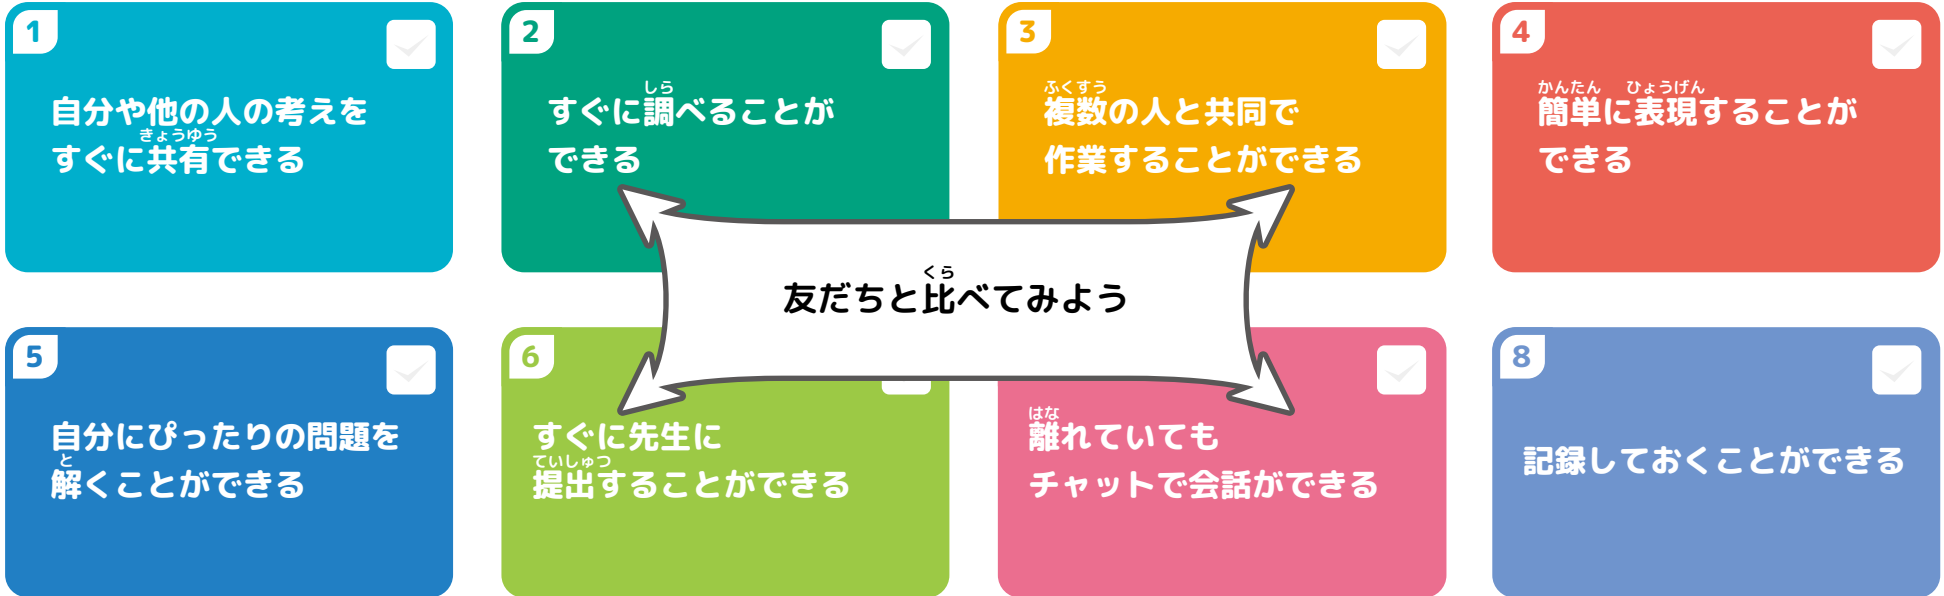 1
自分や他の人の考えを
きょうゆう
すぐに共有できる
2
しら
すぐに調べることが
できる
3
ふくすう
複数の人と共同で
作業することができる
4
かんたん ひょうげん
簡単に表現することが
できる
くら
友だちと比べてみよう
5
自分にぴったりの問題を
と
解くことができる
6
すぐに先生に
ていしゅつ
提出することができる
はな
離れていても
チャットで会話ができる
8
記録しておくことができる